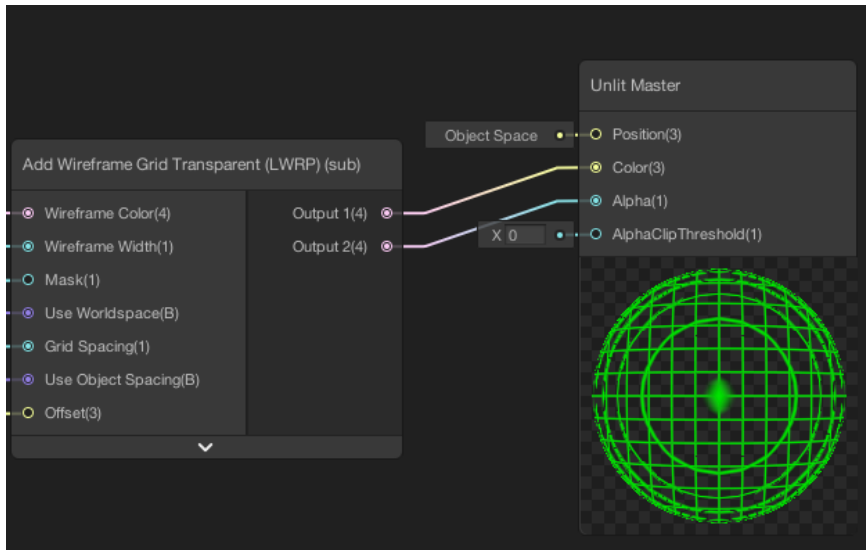 Add Wireframe Grid Transparent (LWRP) (sub)
Wireframe Color(4)
Wireframe Width(1)
Mask(1)
Use Worldspace(B)
Grid Spacing(1)
Use Object Spacing(B)
Offset(3)
Output 1(4)
Output 2(4)
Object Space
X 0
Unlit Master
Position(3)
Color(3)
Alpha(1)
AlphaClipThreshold(1)